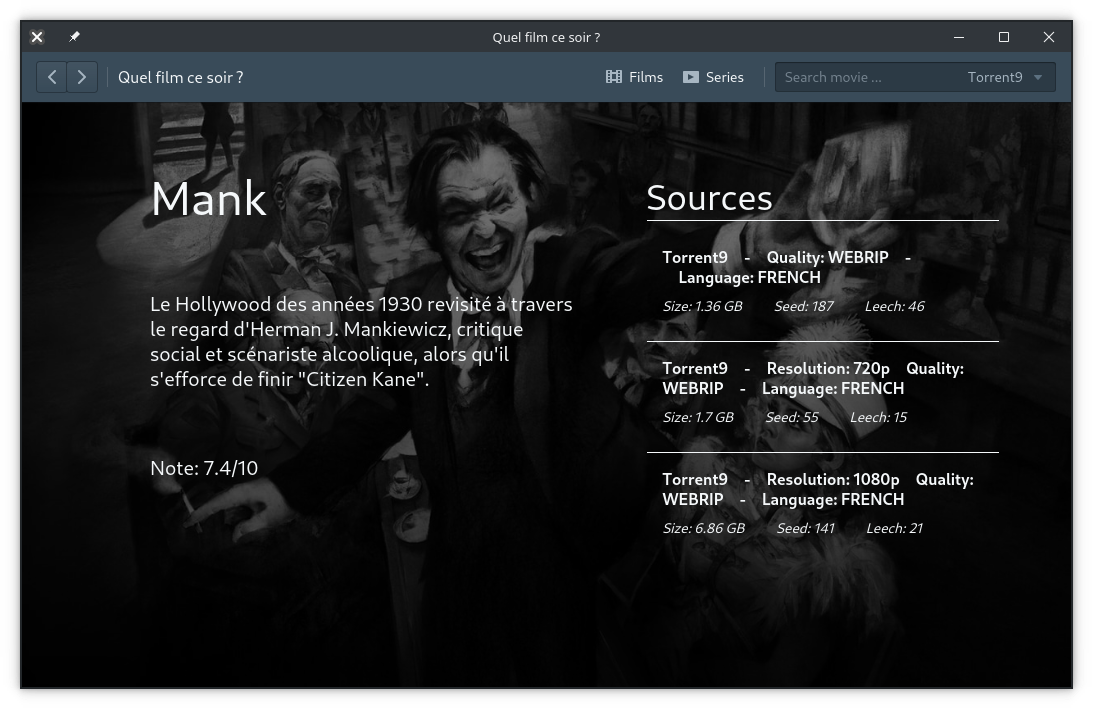 Quel film ce soir ?
Quel film ce soir ?
Films
Series
Search movie ...
Torrent9
Mank
Le Hollywood des années 1930 revisité à travers
le regard d'Herman J. Mankiewicz, critique
social et scénariste alcoolique, alors qu'il
s'efforce de finir "Citizen Kane".
Note: 7.4/10
Sources
Torrent9 - Quality: WEBRIP -
Language: FRENCH
Size: 1.36 GB Seed: 187 Leech: 46
Torrent9 - Resolution: 720p Quality:
WEBRIP - Language: FRENCH
Size: 1.7 GB Seed: 55 Leech: 15
Torrent9 - Resolution: 1080p Quality:
WEBRIP - Language: FRENCH
Size: 6.86 GB Seed: 141 Leech: 21